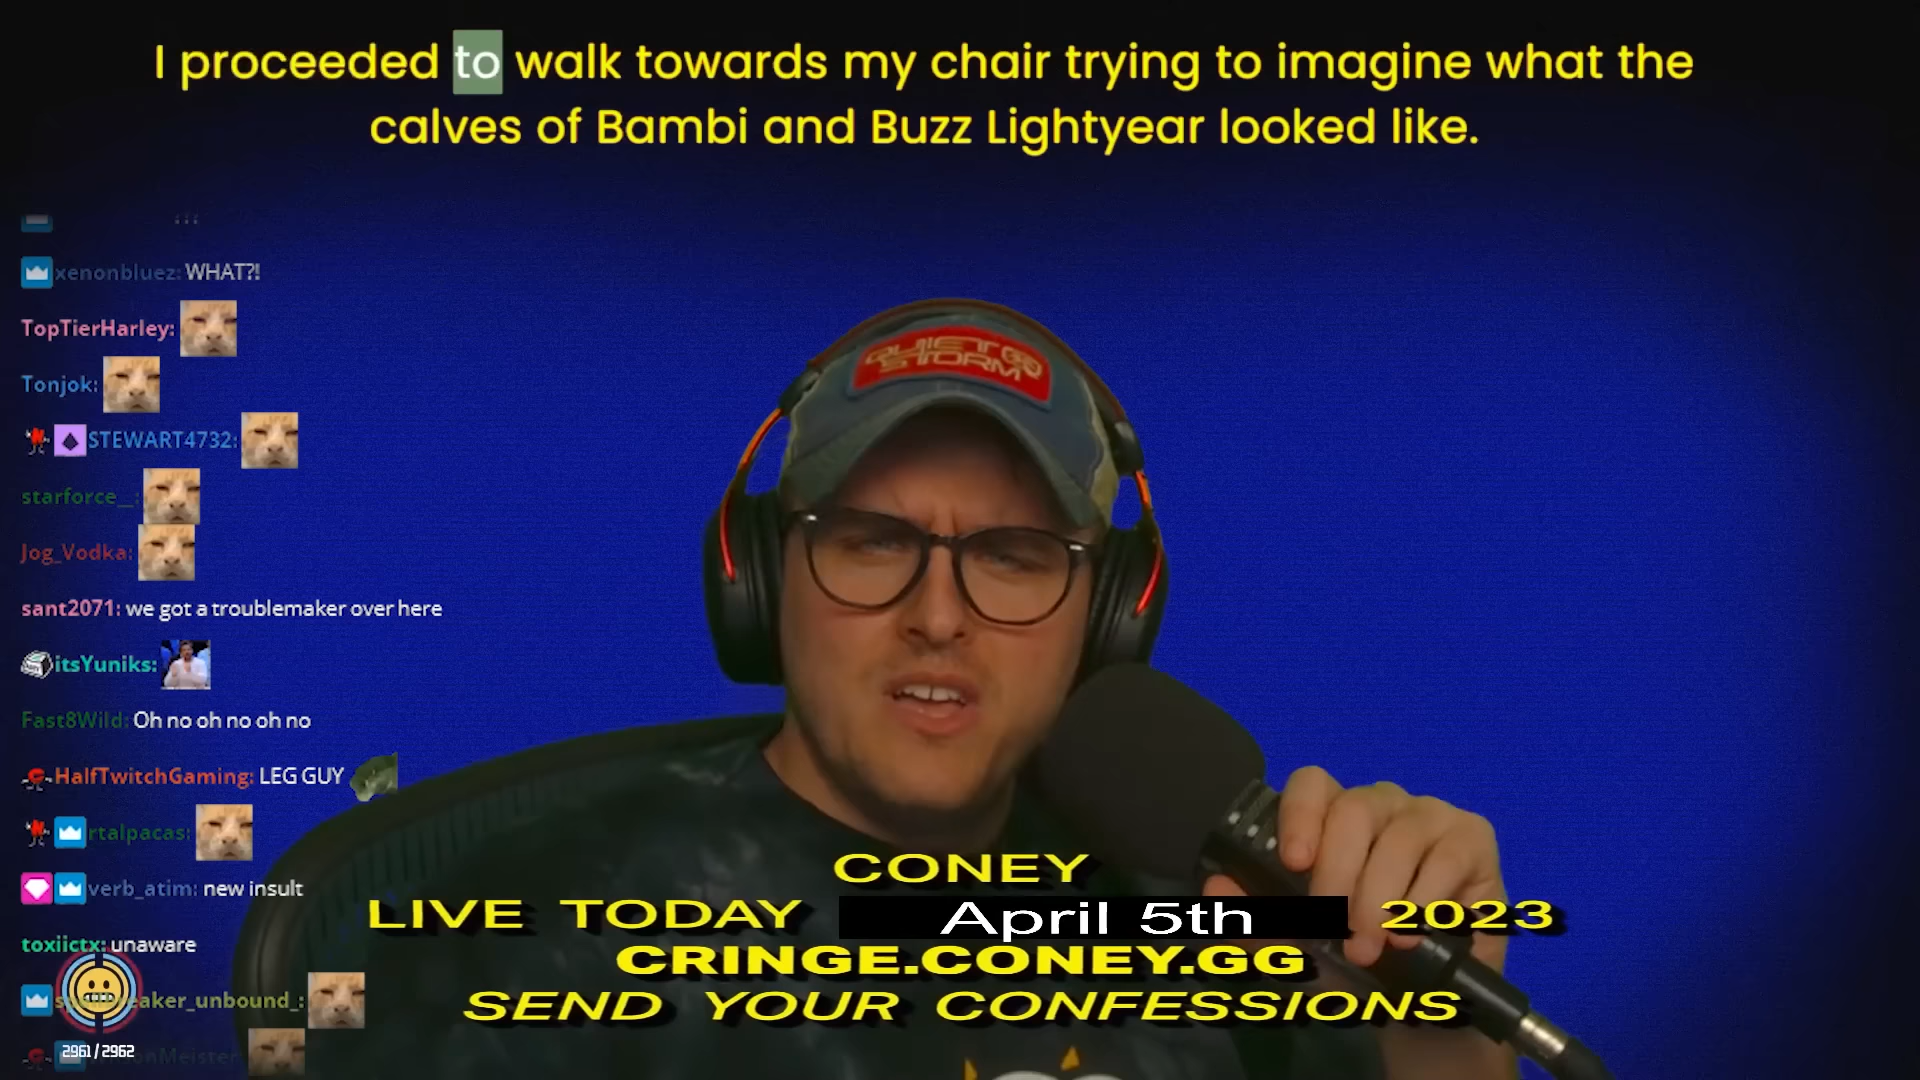 I proceeded to walk towards my chair trying to imagine what the
calves of Bambi and Buzz Lightyear looked like.
xenonbluez: WHAT?!
TopTierHarley:
Tonjok:
STEWART4732:
starforce__:
Jog_Vodka:
sant2071: we got a troublemaker over here
itsYuniks:
Fast8Wild: Oh no oh no oh no
HalfTwitchGaming: LEG GUY
rtalpacas:
verb_atim: new insult
toxiictx: unaware
eaker_unbound_:
onMeister:
2961 / 2962
QUIET
STORM
CONEY
LIVE TODAY April 5th 2023
CRINGE.CONEY.GG
SEND YOUR CONFESSIONS